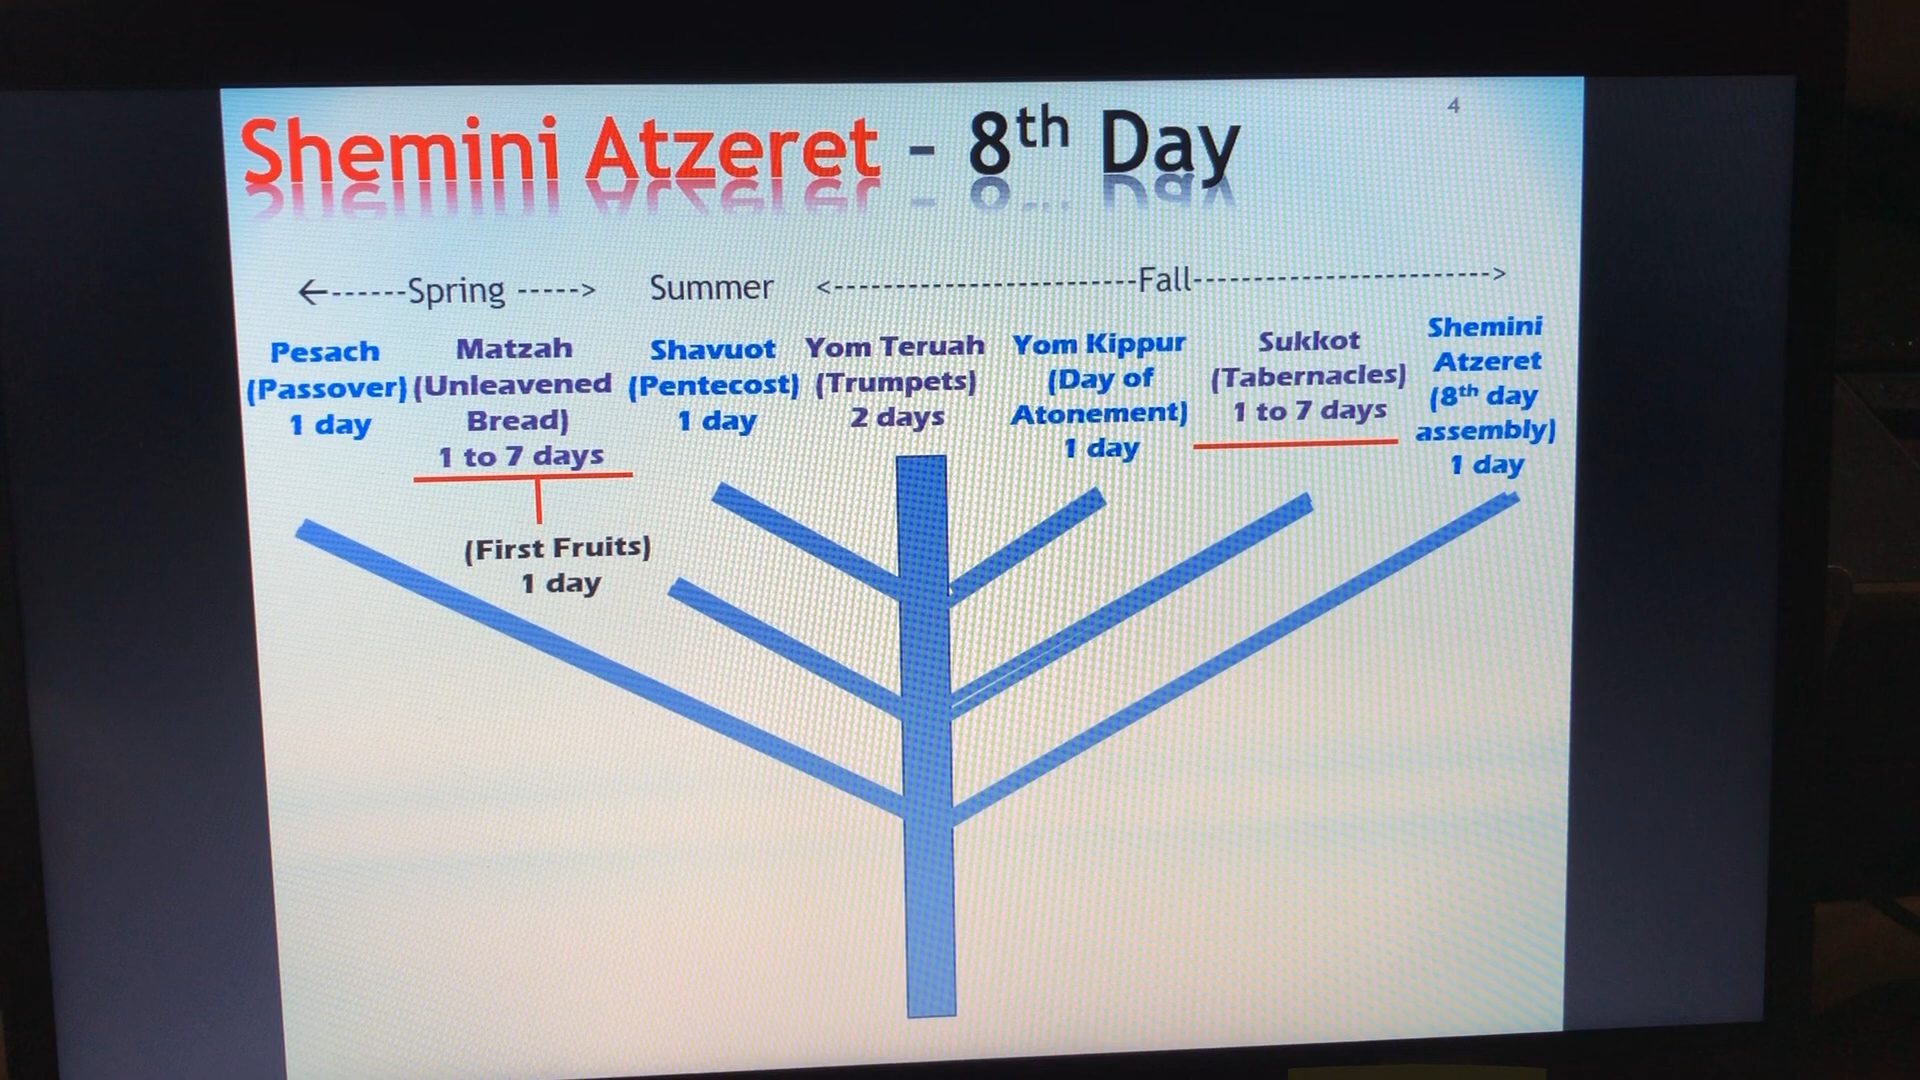 4
Shemini Atzeret - 8th Day
<------Spring -----> Summer <-------------------------Fall------------------------>
Pesach
(Passover)
1 day
Matzah
(Unleavened
Bread)
1 to 7 days
(First Fruits)
1 day
Shavuot
(Pentecost)
1 day
Yom Teruah
(Trumpets)
2 days
Yom Kippur
(Day of
Atonement)
1 day
Sukkot
(Tabernacles)
1 to 7 days
Shemini
Atzeret
(8th day
assembly)
1 day